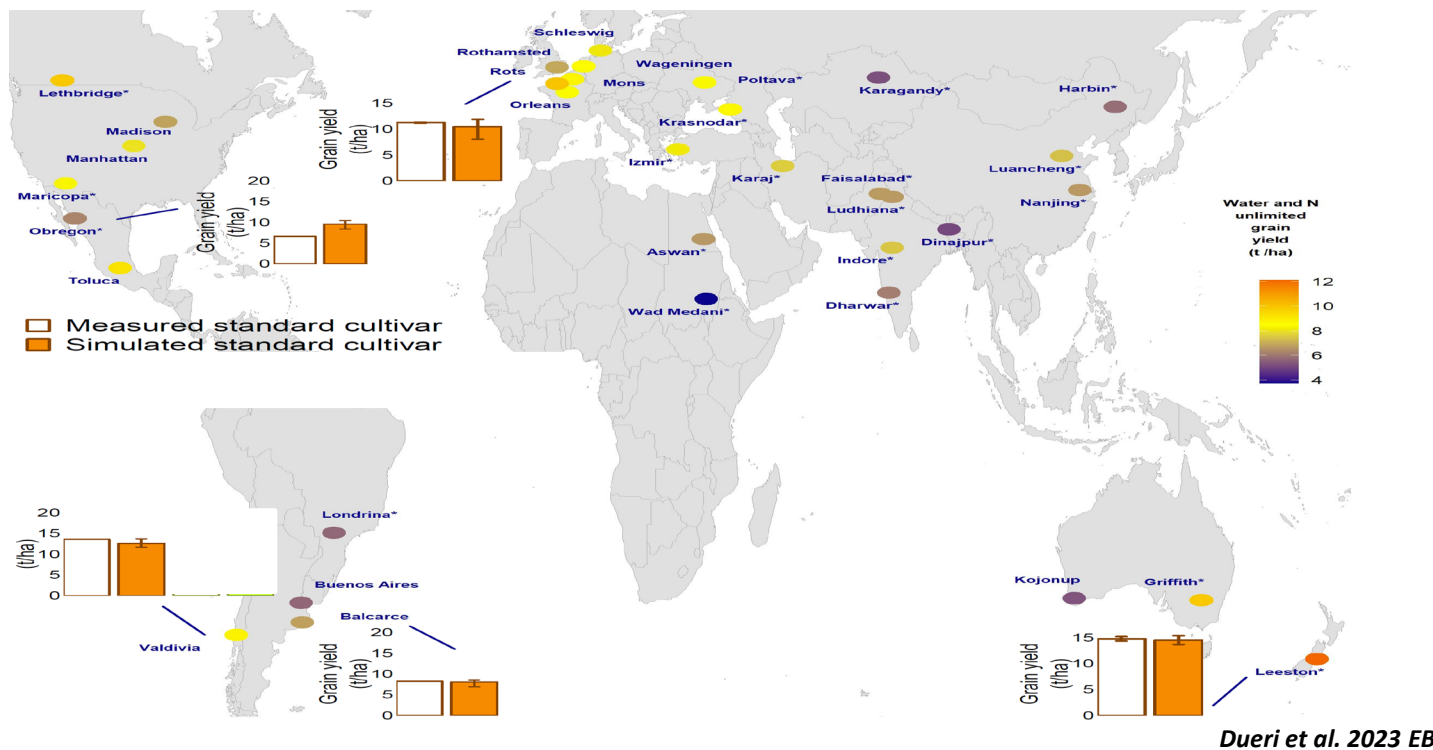 Schleswig
Rothamsted
Wageningen
Rots
Poltava*
Mons
Lethbridge*
Karagandy*
Harbin*
Orleans
Madison
Krasnodar*
Manhattan
Izmir*
Karaj*
Faisalabad*
Luancheng*
Maricopa*
Ludhiana*
Nanjing*
Obregon*
Aswan*
Dinajpur*
Indore*
Toluca
Wad Medani*
Dharwar*
15
10
5
0
Grain yield
(t/ha)
20
15
10
5
0
Grain yield
(t/ha)
Water and N
unlimited
grain
yield
(t /ha)
12
10
8
6
4
Measured standard cultivar
Simulated standard cultivar
20
15
10
5
0
(t/ha)
Londrina*
Buenos Aires
Balcarce
Valdivia
20
15
10
5
0
Grain yield
(t/ha)
Kojonup
Griffith*
15
10
5
0
Grain yield
(t/ha)
Leeston*
Dueri et al. 2023 EB